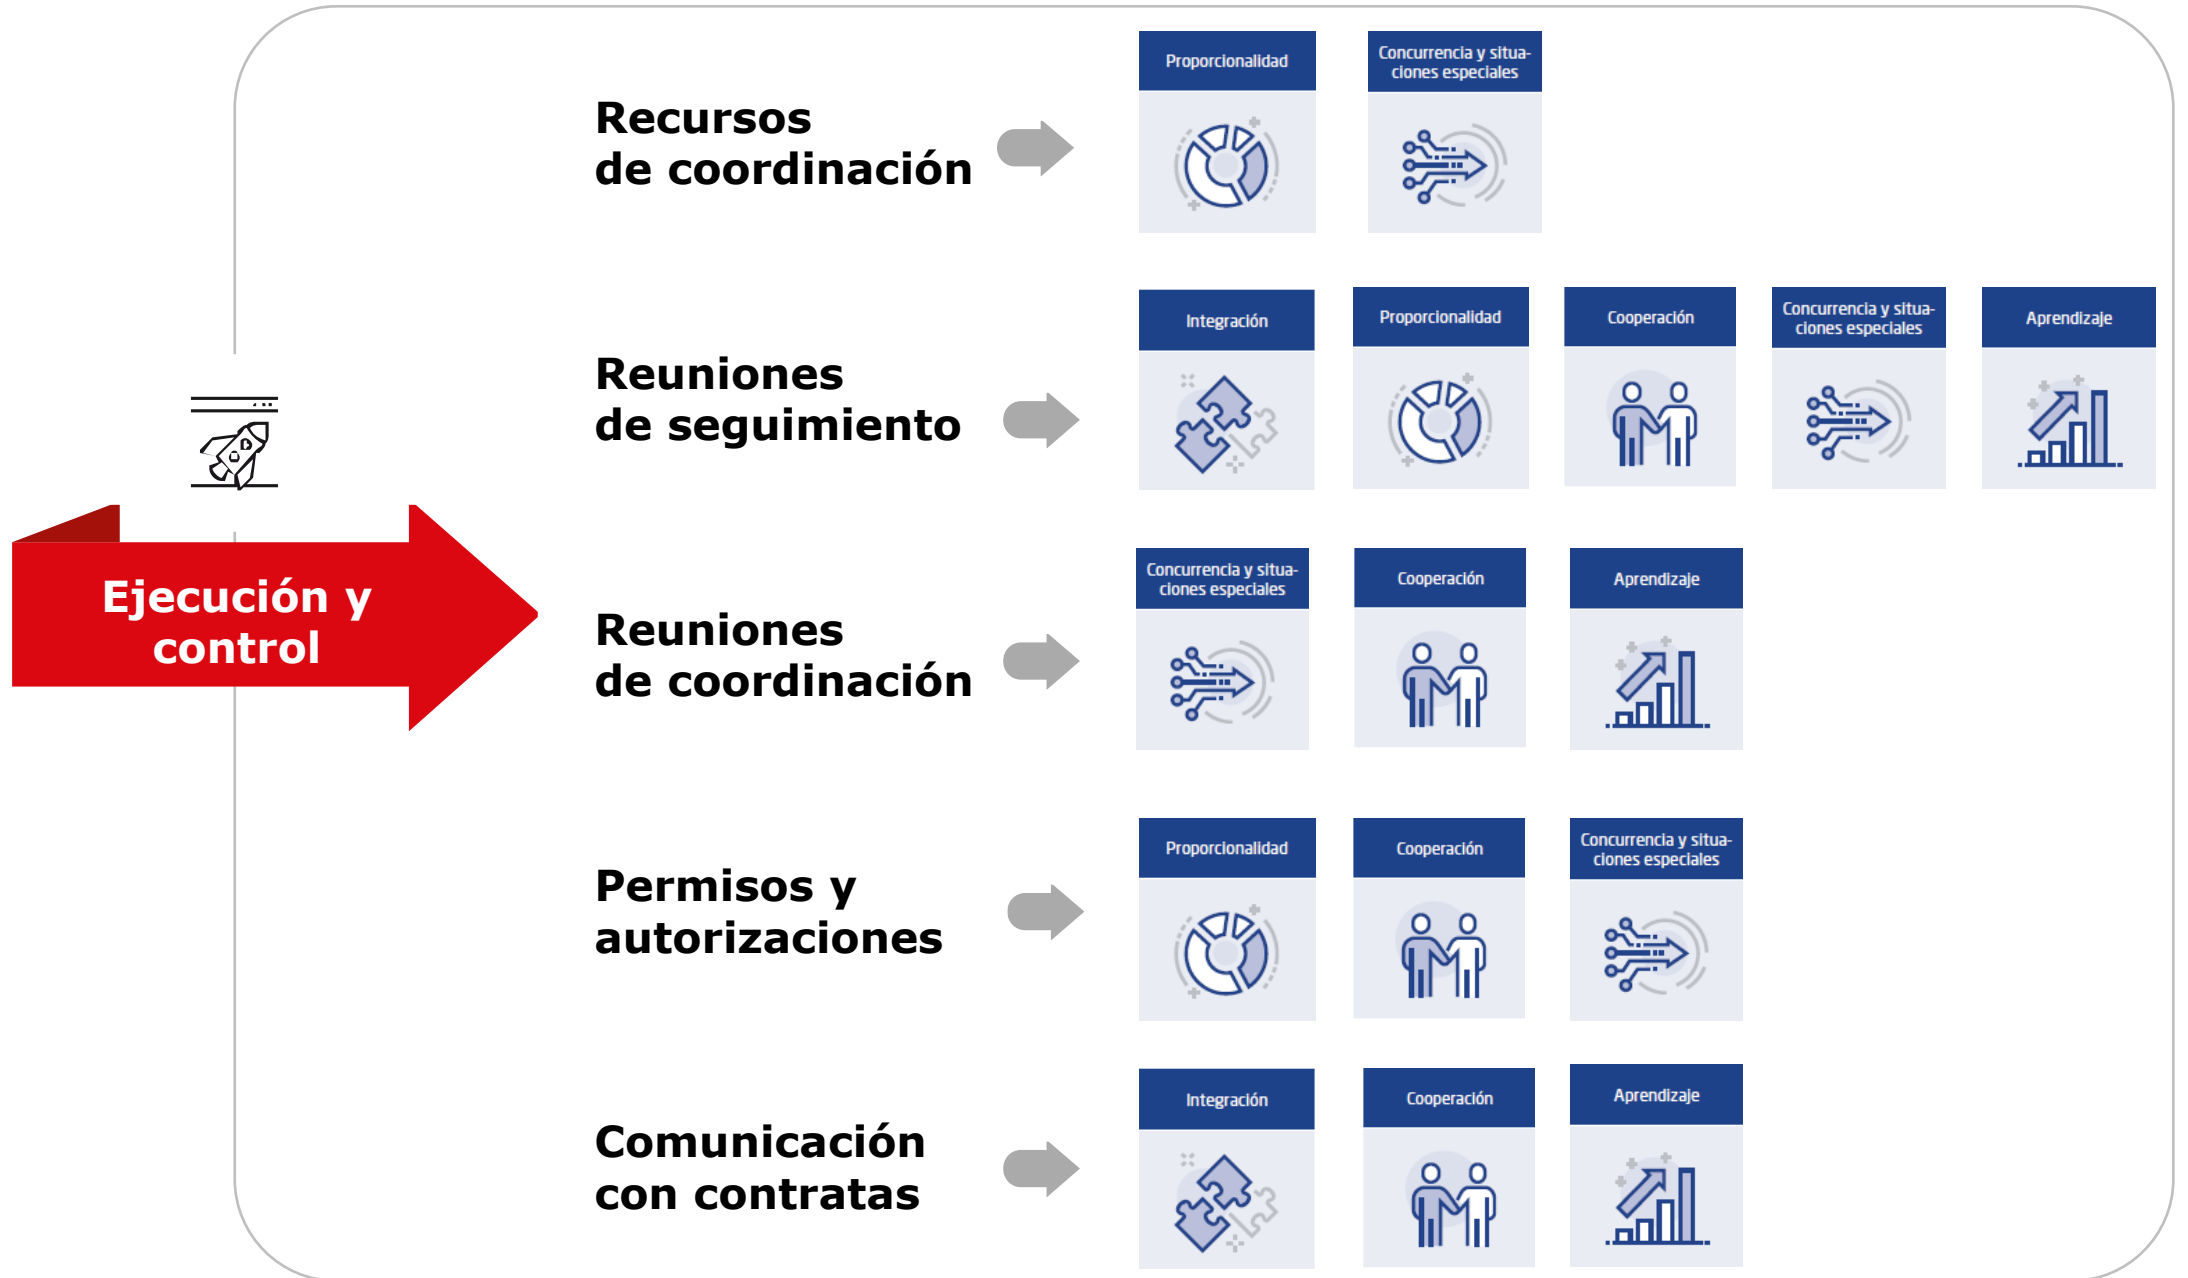 Ejecución y
control
Recursos
de coordinación
Proporcionalidad
Concurrencia y situa-
ciones especiales
Reuniones
de seguimiento
Integración
Proporcionalidad
Cooperación
Concurrencia y situa-
ciones especiales
Aprendizaje
Reuniones
de coordinación
Concurrencia y situa-
ciones especiales
Cooperación
Aprendizaje
Permisos y
autorizaciones
Proporcionalidad
Cooperación
Concurrencia y situa-
ciones especiales
Comunicación
con contratas
Integración
Cooperación
Aprendizaje